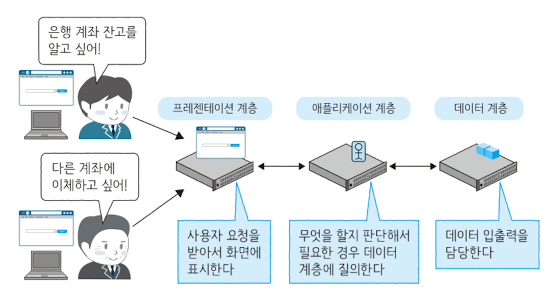 은행 계좌 잔고를
알고 싶어!
다른 계좌에
이체하고 싶어!
프레젠테이션 계층
애플리케이션 계층
데이터 계층
사용자 요청을
받아서 화면에
표시한다
무엇을 할지 판단해서
필요한 경우 데이터
계층에 질의한다
데이터 입출력을
담당한다